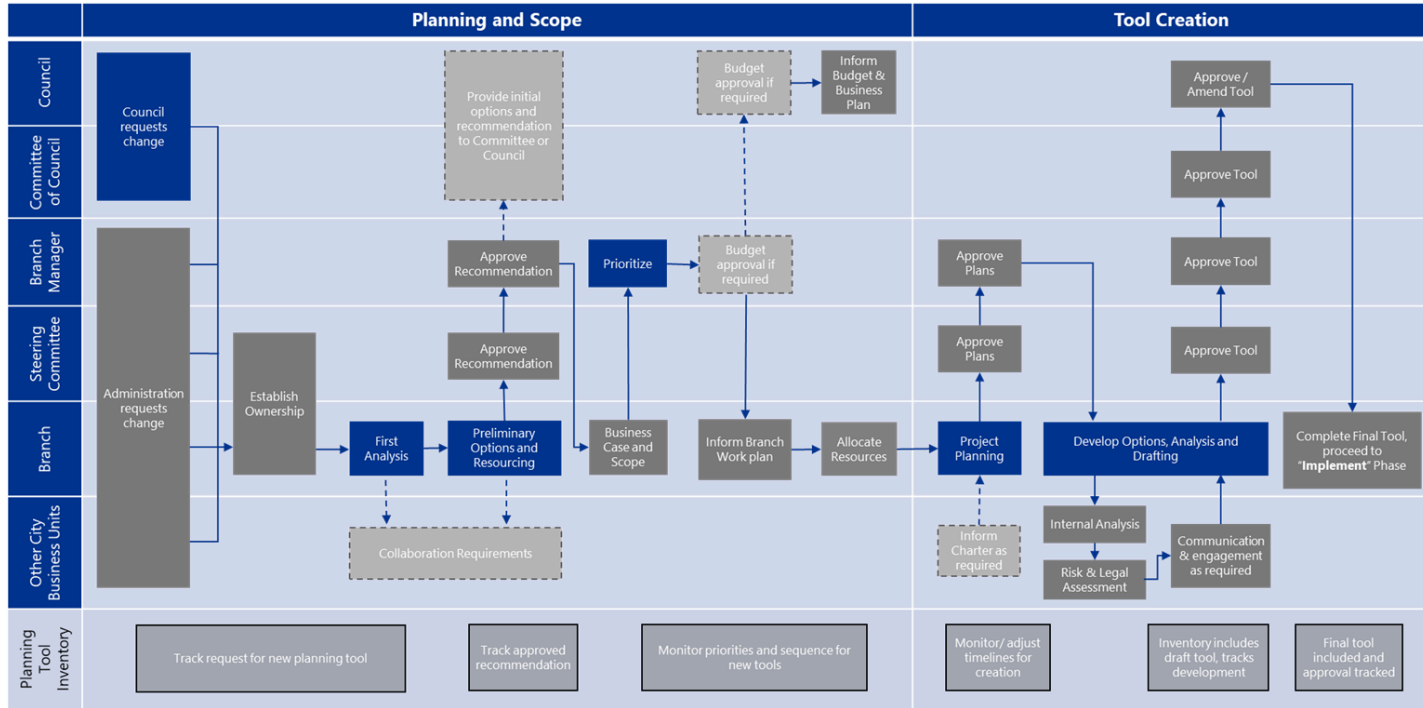 Planning and Scope
Tool Creation
Council
Committee
of Council
Branch
Manager
Steering
Committee
Branch
Other City
Business Units
Planning
Tool
Inventory
Council
requests
change
Administration
requests
change
Establish
Ownership
First
Analysis
Preliminary
Options and
Resourcing
Collaboration Requirements
Approve
Recommendation
Approve
Recommendation
Provide initial
options and
recommendation
to Committee or
Council
Business
Case and
Scope
Prioritize
Budget
approval if
required
Budget
approval if
required
Inform
Budget &
Business
Plan
Inform Branch
Work plan
Allocate
Resources
Project
Planning
Inform
Charter as
required
Approve
Plans
Approve
Plans
Develop Options, Analysis and
Drafting
Internal Analysis
Risk & Legal
Assessment
Communication
& engagement
as required
Approve Tool
Approve Tool
Approve Tool
Approve /
Amend Tool
Complete Final Tool,
proceed to
“Implement” Phase
Track request for new planning tool
Track approved
recommendation
Monitor priorities and sequence for
new tools
Monitor/ adjust
timelines for
creation
Inventory includes
draft tool, tracks
development
Final tool
included and
approval tracked